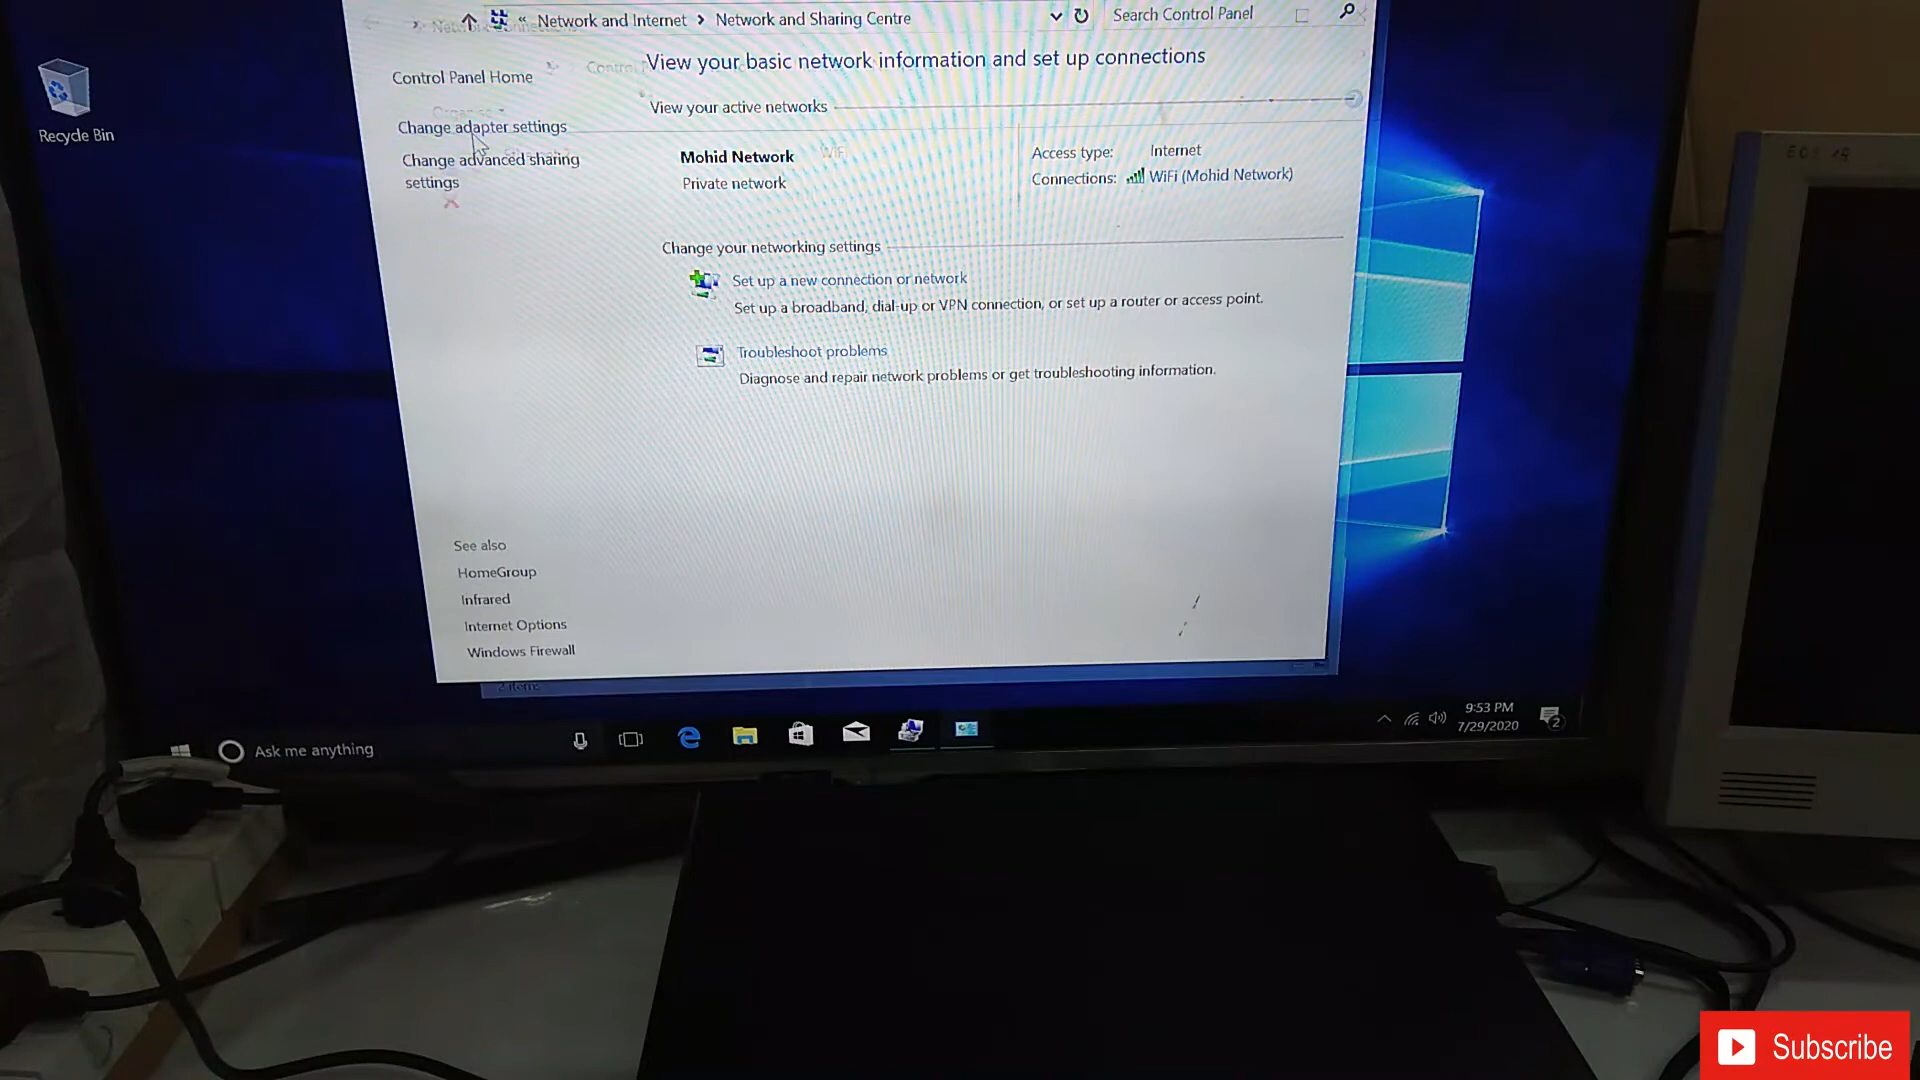 Network and Internet > Network and Sharing Centre
Search Control Panel
Recycle Bin
Control Panel Home
Change adapter settings
Change advanced sharing
settings
View your basic network information and set up connections
View your active networks
Mohid Network
Private network
Access type: Internet
Connections: WiFi (Mohid Network)
Change your networking settings
Set up a new connection or network
Set up a broadband, dial-up or VPN connection, or set up a router or access point.
Troubleshoot problems
Diagnose and repair network problems or get troubleshooting information.
See also
HomeGroup
Infrared
Internet Options
Windows Firewall
2 items
Ask me anything
9:53 PM
7/29/2020
2
Subscribe